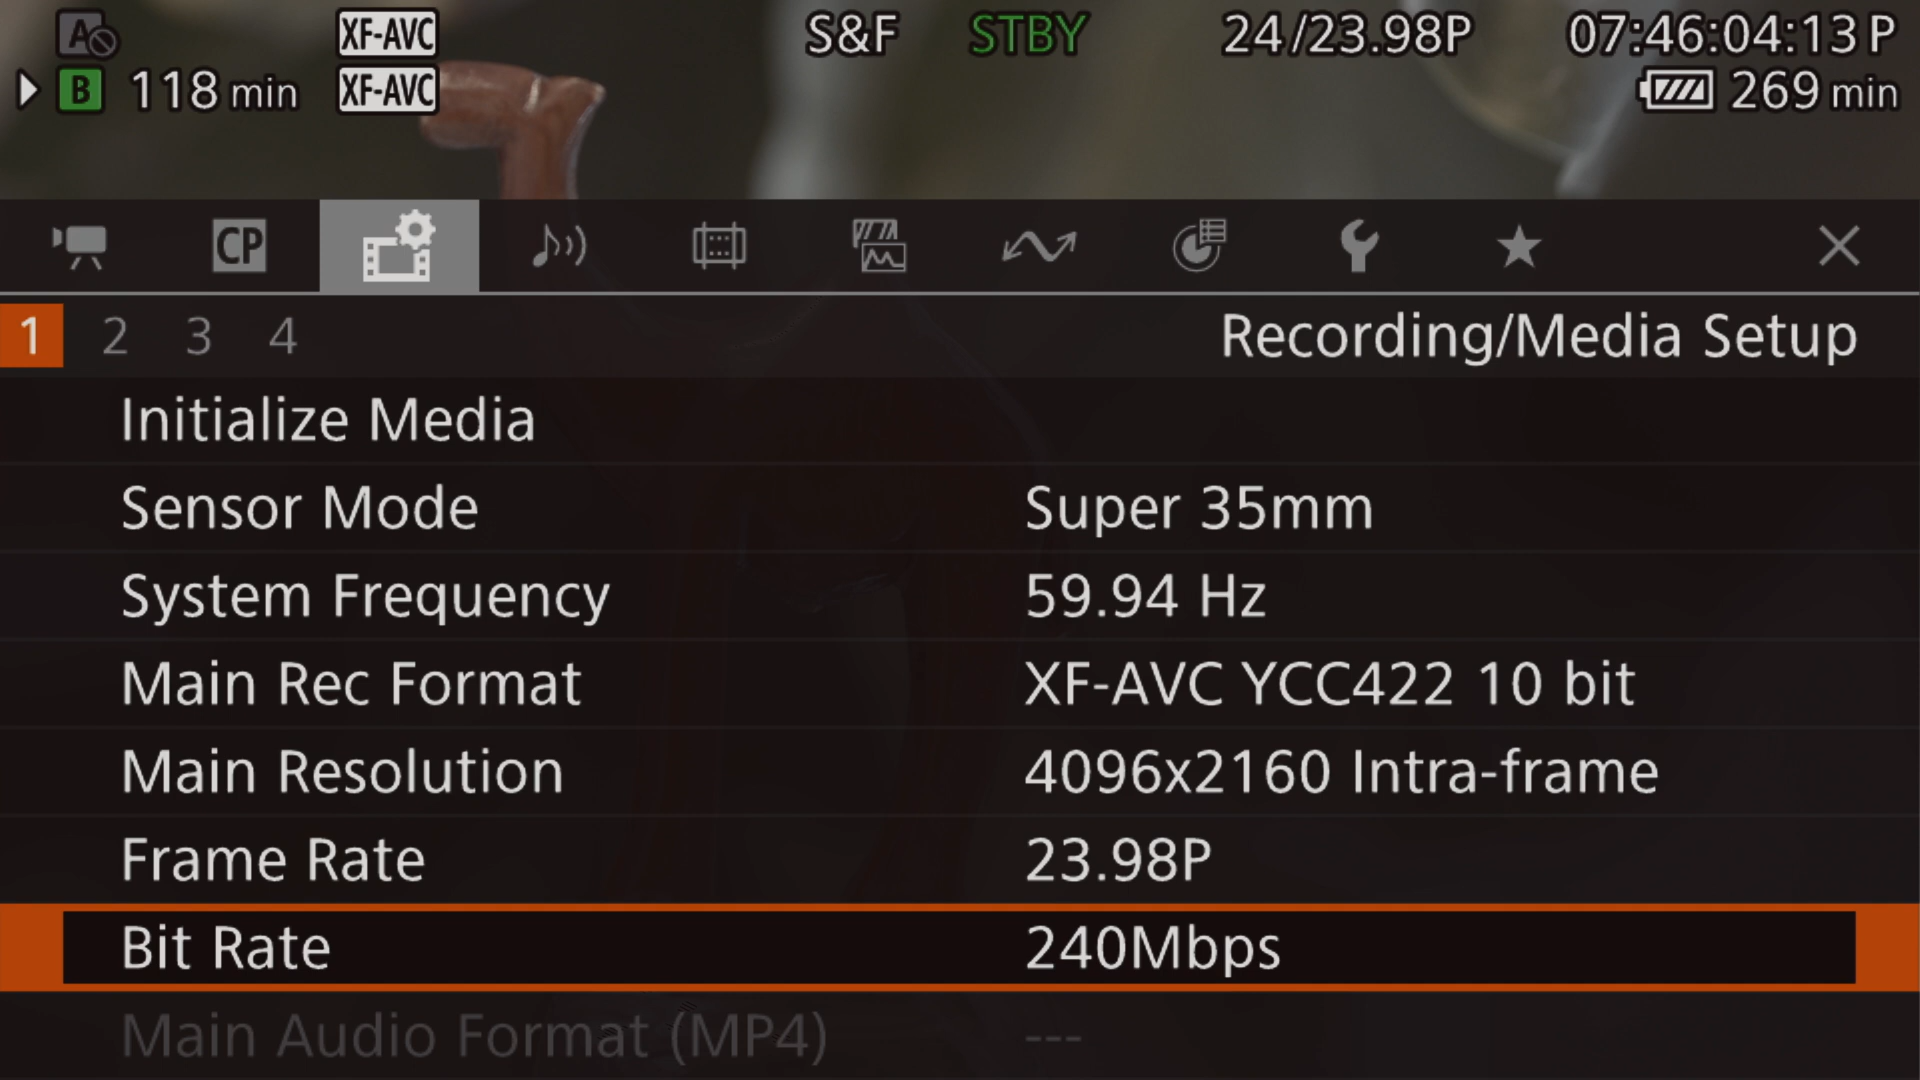 A XF-AVC S&F STBY 24/23.98P 07:46:04:13 P
B 118 min XF-AVC 269 min
CP
1 2 3 4 Recording/Media Setup
Initialize Media
Sensor Mode Super 35mm
System Frequency 59.94 Hz
Main Rec Format XF-AVC YCC422 10 bit
Main Resolution 4096x2160 Intra-frame
Frame Rate 23.98P
Bit Rate 240Mbps
Main Audio Format (MP4) ---